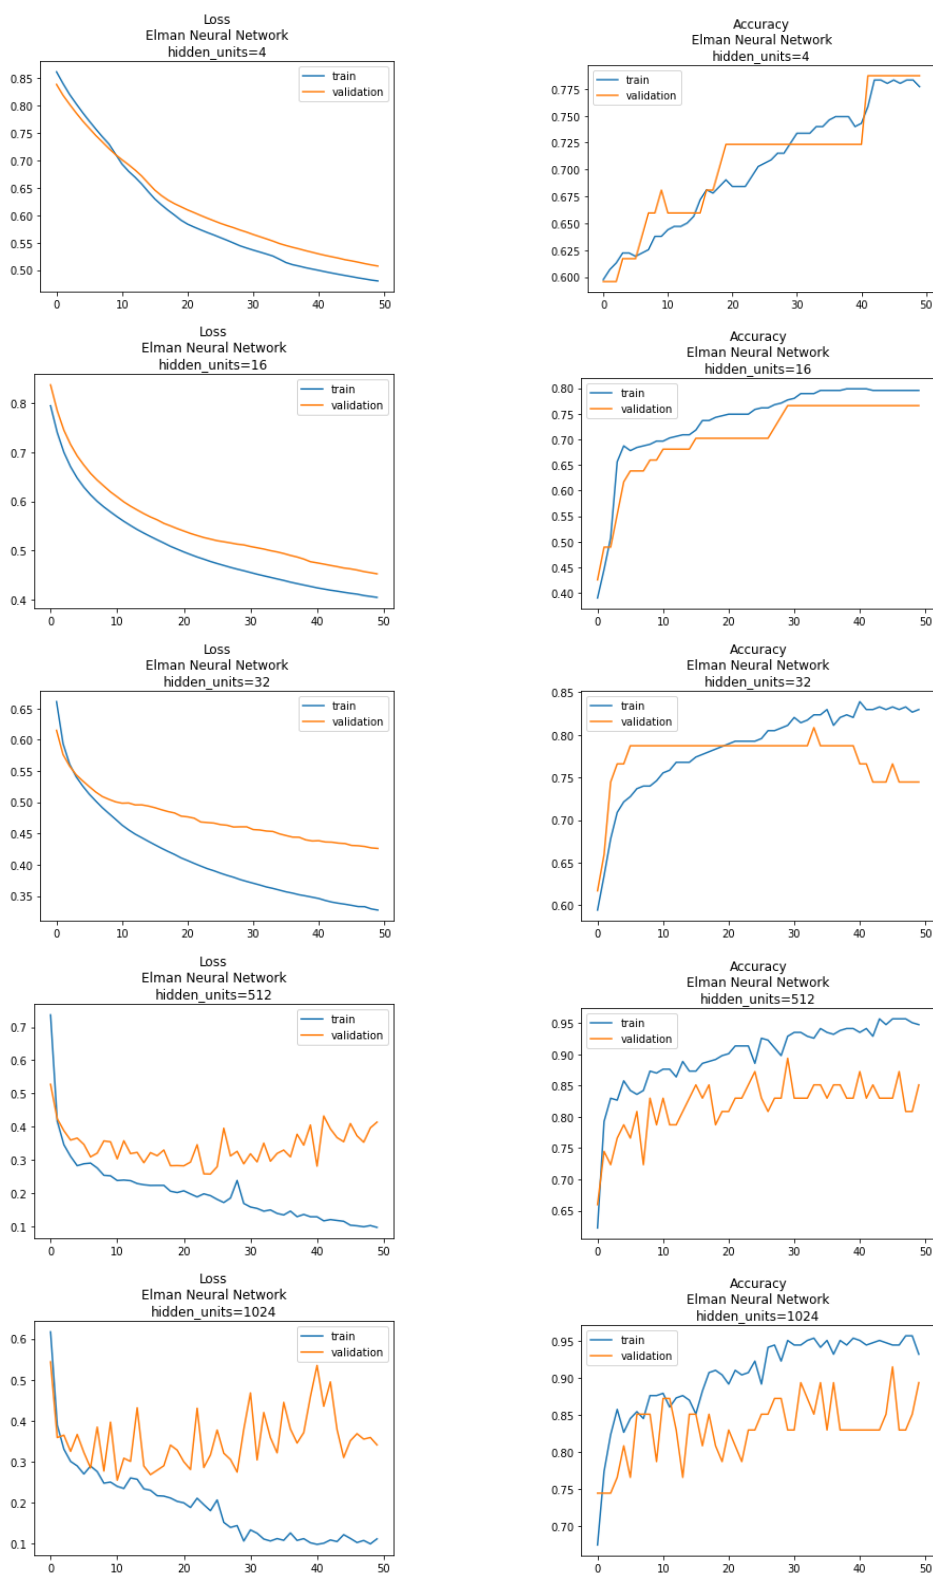 Loss
Elman Neural Network
hidden_units=4
train
validation
0.85
0.80
0.75
0.70
0.65
0.60
0.55
0.50
0 10 20 30 40 50
Accuracy
Elman Neural Network
hidden_units=4
train
validation
0.775
0.750
0.725
0.700
0.675
0.650
0.625
0.600
0 10 20 30 40 50
Loss
Elman Neural Network
hidden_units=16
train
validation
0.8
0.7
0.6
0.5
0.4
0 10 20 30 40 50
Accuracy
Elman Neural Network
hidden_units=16
train
validation
0.80
0.75
0.70
0.65
0.60
0.55
0.50
0.45
0.40
0 10 20 30 40 50
Loss
Elman Neural Network
hidden_units=32
train
validation
0.65
0.60
0.55
0.50
0.45
0.40
0.35
0 10 20 30 40 50
Accuracy
Elman Neural Network
hidden_units=32
train
validation
0.85
0.80
0.75
0.70
0.65
0.60
0 10 20 30 40 50
Loss
Elman Neural Network
hidden_units=512
train
validation
0.7
0.6
0.5
0.4
0.3
0.2
0.1
0 10 20 30 40 50
Accuracy
Elman Neural Network
hidden_units=512
train
validation
0.95
0.90
0.85
0.80
0.75
0.70
0.65
0 10 20 30 40 50
Loss
Elman Neural Network
hidden_units=1024
train
validation
0.6
0.5
0.4
0.3
0.2
0.1
0 10 20 30 40 50
Accuracy
Elman Neural Network
hidden_units=1024
train
validation
0.95
0.90
0.85
0.80
0.75
0.70
0 10 20 30 40 50